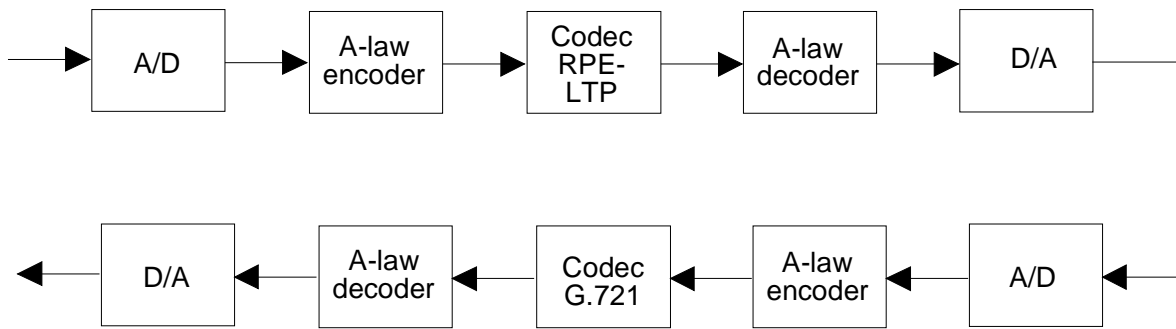 A/D
A-law
encoder
Codec
RPE-
LTP
A-law
decoder
D/A
D/A
A-law
decoder
Codec
G.721
A-law
encoder
A/D